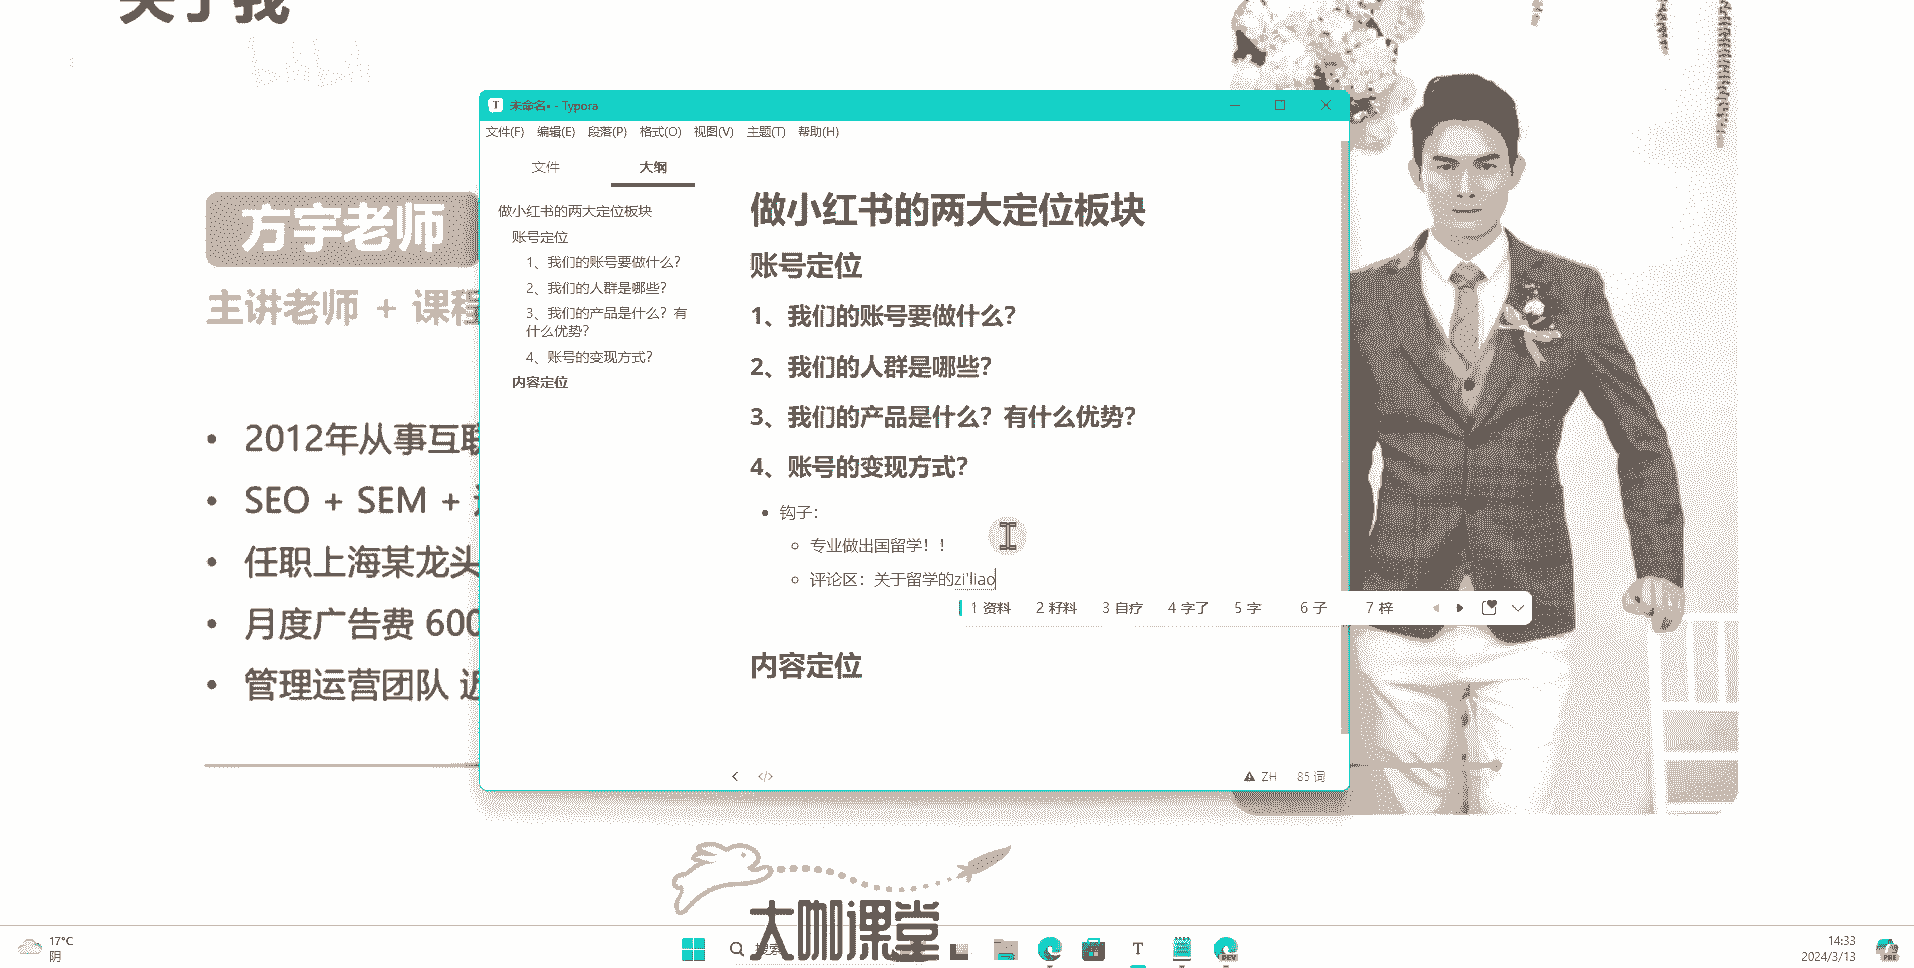 关于我
bilibili
方宇老师
主讲老师 + 课程
2012年从事互联
SEO + SEM +
任职上海某龙头
月度广告费 600
管理运营团队 近
未命名• - Typora
文件(F) 编辑(E) 段落(P) 格式(O) 视图(V) 主题(T) 帮助(H)
文件 大纲
做小红书的两大定位板块
账号定位
1、我们的账号要做什么？
2、我们的人群是哪些？
3、我们的产品是什么？有
什么优势？
4、账号的变现方式？
内容定位
做小红书的两大定位板块
账号定位
1、我们的账号要做什么？
2、我们的人群是哪些？
3、我们的产品是什么？有什么优势？
4、账号的变现方式？
钩子：
专业做出国留学！！
评论区：关于留学的zi'liao
1 资料 2 籽料 3 自疗 4 字了 5 字 6 子 7 梓
内容定位
</> ZH 85 词
大咖课堂
17°C
阴
搜索
T
DEV
14:33
2024/3/13
PRE